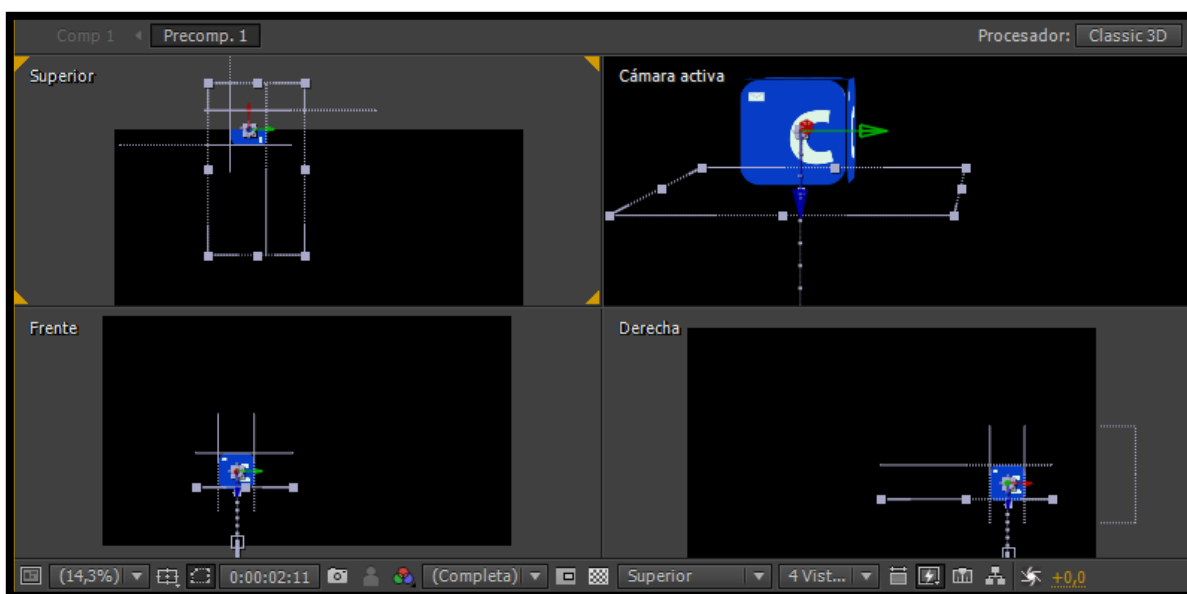 Comp 1 Precomp. 1 Procesador: Classic 3D
Superior
Cámara activa
C
C
Frente
Derecha
(14,3%) 0:00:02:11 (Completa) Superior 4 Vist... +0,0